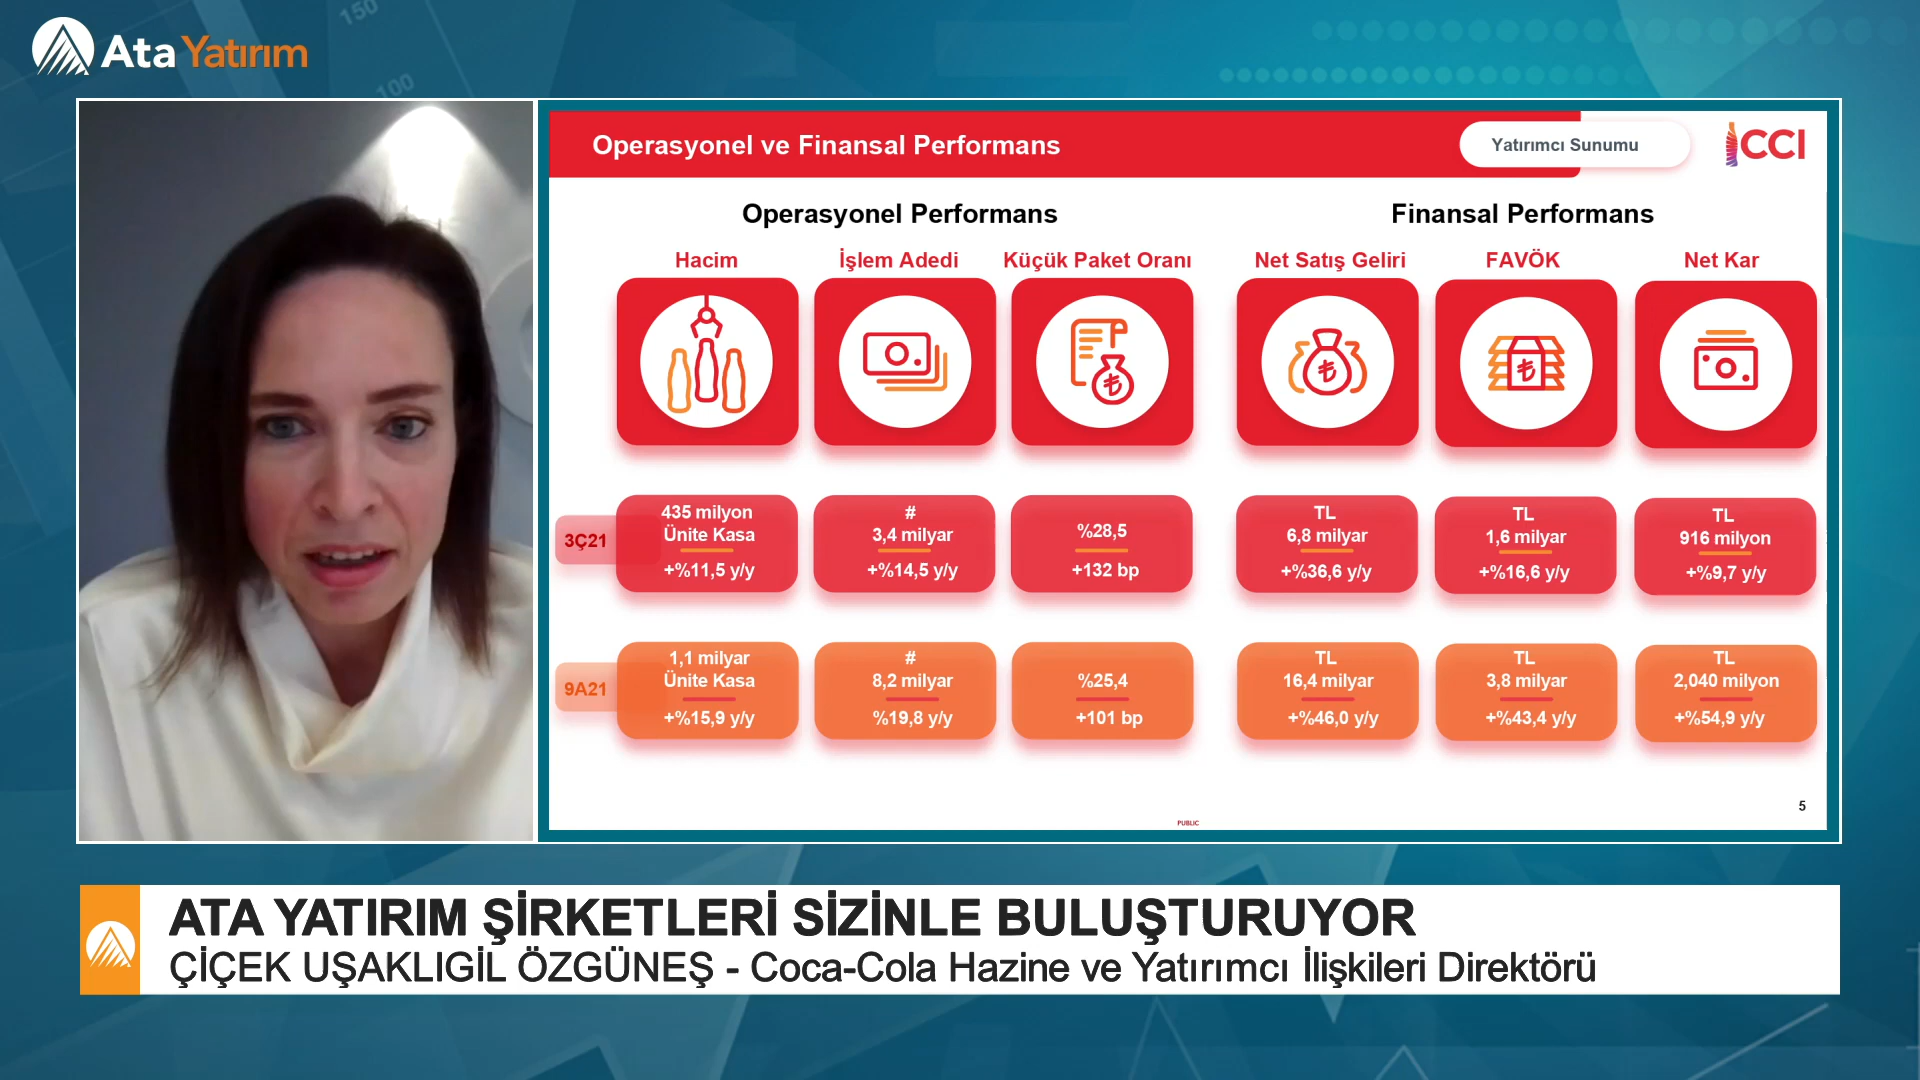 150
100
Ata Yatırım
Operasyonel ve Finansal Performans
Yatırımcı Sunumu
CCI
Operasyonel Performans
Finansal Performans
Hacim
İşlem Adedi
Küçük Paket Oranı
Net Satış Geliri
FAVÖK
Net Kar
3Ç21
435 milyon
Ünite Kasa
+%11,5 y/y
#
3,4 milyar
+%14,5 y/y
%28,5
+132 bp
TL
6,8 milyar
+%36,6 y/y
TL
1,6 milyar
+%16,6 y/y
TL
916 milyon
+%9,7 y/y
9A21
1,1 milyar
Ünite Kasa
+%15,9 y/y
#
8,2 milyar
%19,8 y/y
%25,4
+101 bp
TL
16,4 milyar
+%46,0 y/y
TL
3,8 milyar
+%43,4 y/y
TL
2,040 milyon
+%54,9 y/y
5
PUBLIC
ATA YATIRIM ŞİRKETLERİ SİZİNLE BULUŞTURUYOR
ÇİÇEK UŞAKLIGİL ÖZGÜNEŞ - Coca-Cola Hazine ve Yatırımcı İlişkileri Direktörü